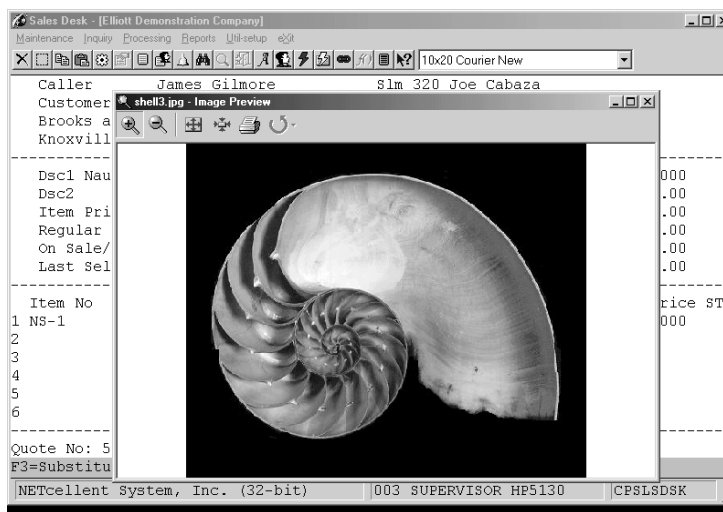 Sales Desk - [Elliott Demonstration Company]
Maintenance Inquiry Processing Reports Util-setup eXit
10x20 Courier New
Caller James Gilmore Slm 320 Joe Cabaza
Customer
shell3.jpg - Image Preview
Brooks a
Knoxvill
Dsc1 Nau 000
Dsc2 .00
Item Pri .00
Regular .00
On Sale/ .00
Last Sel .00
Item No rice ST
1 NS-1 000
2
3
4
5
6
Quote No: 5
F3=Substitu
NETcellent System, Inc. (32-bit) 003 SUPERVISOR HP5130 CPSLSDSK